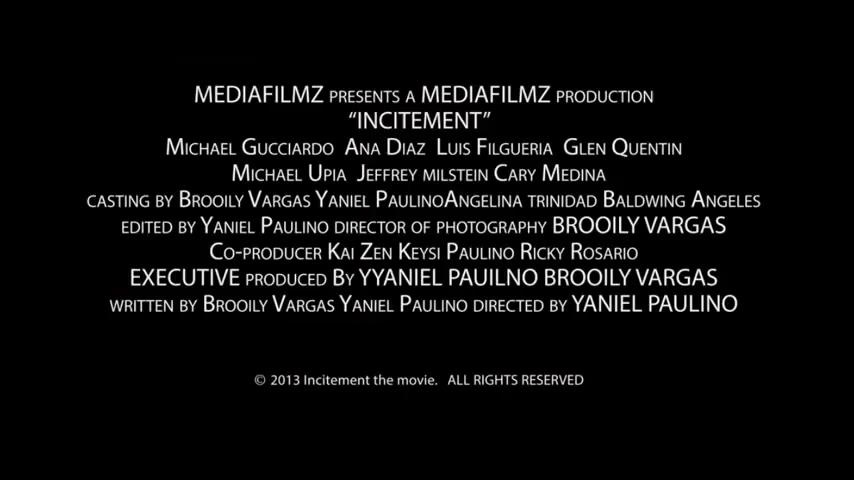 MEDIAFILMZ PRESENTS A MEDIAFILMZ PRODUCTION
“INCITEMENT”
MICHAEL GUCCIARDO ANA DIAZ LUIS FILGUERIA GLEN QUENTIN
MICHAEL UPIA JEFFREY MILSTEIN CARY MEDINA
CASTING BY BROOILY VARGAS YANIEL PAULINOANGELINA TRINIDAD BALDWING ANGELES
EDITED BY YANIEL PAULINO DIRECTOR OF PHOTOGRAPHY BROOILY VARGAS
CO-PRODUCER KAI ZEN KEYSI PAULINO RICKY ROSARIO
EXECUTIVE PRODUCED BY YYANIEL PAUILNO BROOILY VARGAS
WRITTEN BY BROOILY VARGAS YANIEL PAULINO DIRECTED BY YANIEL PAULINO
© 2013 Incitement the movie. ALL RIGHTS RESERVED